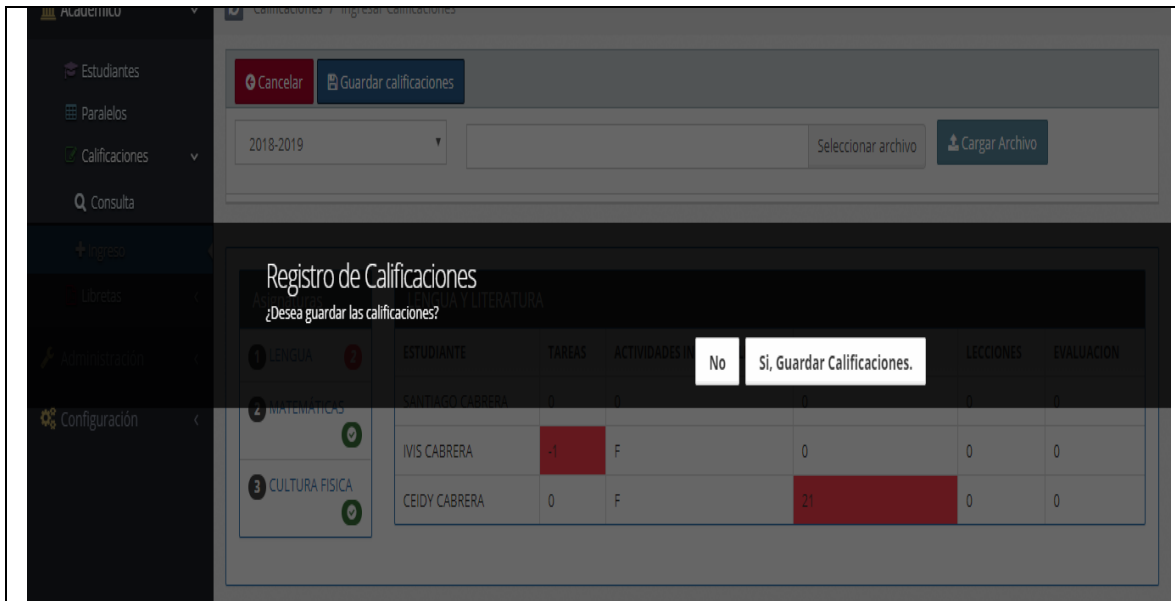 Académico
Calificaciones / Ingresar Calificaciones
Estudiantes
Paralelos
Calificaciones
Consulta
Ingreso
Libretas
Administración
Configuración
Cancelar
Guardar calificaciones
2018-2019
Seleccionar archivo
Cargar Archivo
Registro de Calificaciones
¿Desea guardar las calificaciones?
No
Si, Guardar Calificaciones.
Asignaturas
1 LENGUA 2
2 MATEMÁTICAS
3 CULTURA FISICA
LENGUA Y LITERATURA
ESTUDIANTE TAREAS ACTIVIDADES LECCIONES EVALUACION
SANTIAGO CABRERA 0 0 0 0 0
IVIS CABRERA -1 F 0 0 0
CEIDY CABRERA 0 F 21 0 0